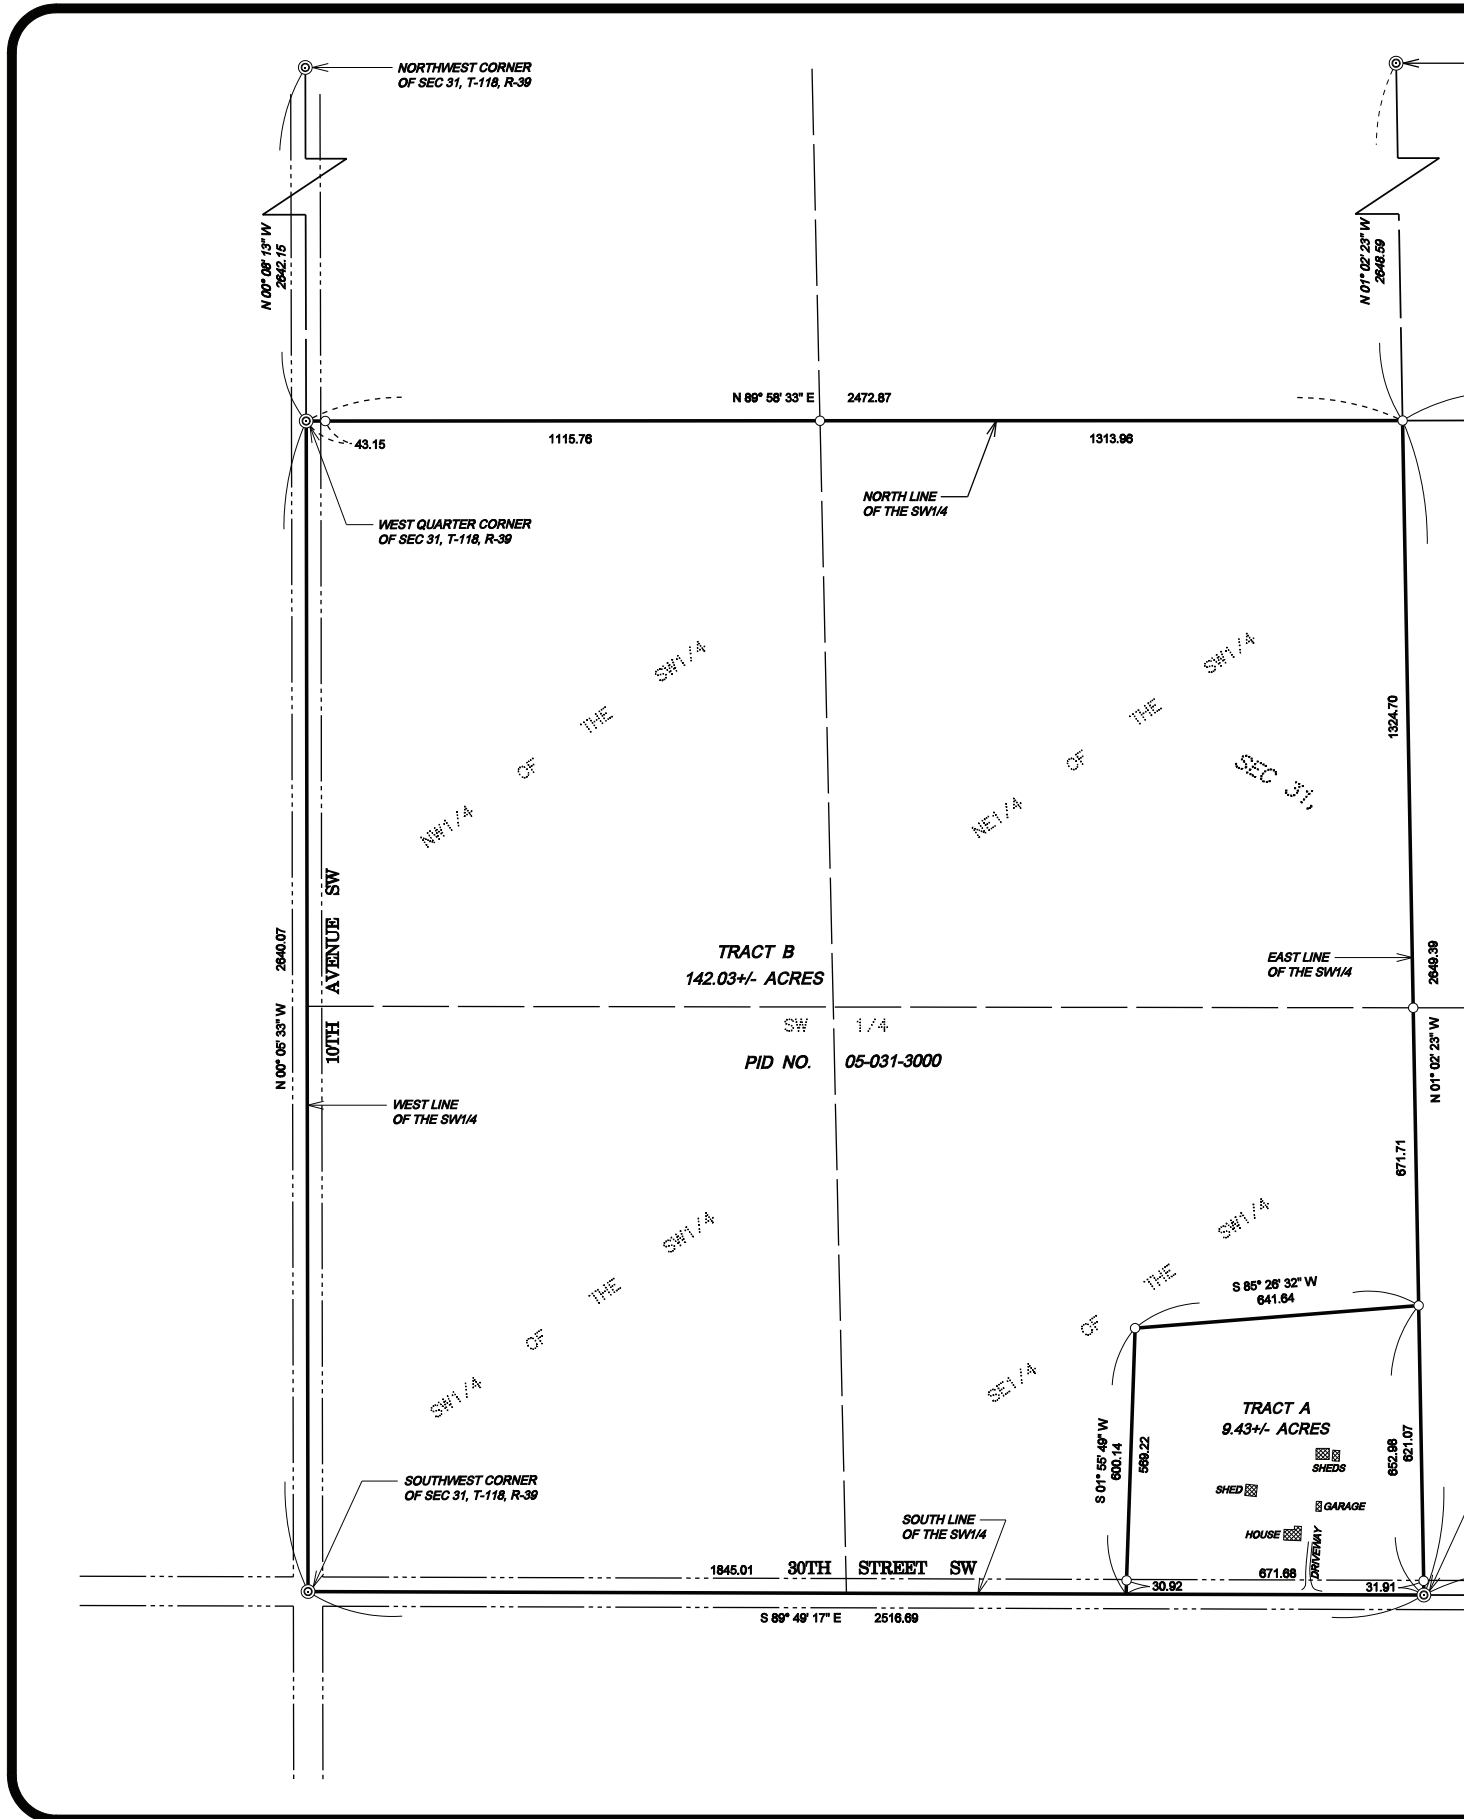 NORTHWEST CORNER
OF SEC 31, T-118, R-39
N 00° 08' 13" W
2642.15
N 01° 02' 23" W
2648.59
N 89° 58' 33" E 2472.87
43.15
1115.76
1313.96
NORTH LINE
OF THE SW1/4
WEST QUARTER CORNER
OF SEC 31, T-118, R-39
NW1/4 OF THE SW1/4
NE1/4 OF THE SW1/4
SEC 31,
1324.70
10TH AVENUE SW
N 00° 05' 33" W 2640.07
TRACT B
142.03+/- ACRES
EAST LINE
OF THE SW1/4
N 01° 02' 23" W 2649.39
SW 1/4
PID NO. 05-031-3000
WEST LINE
OF THE SW1/4
671.71
SW1/4 OF THE SW1/4
SE1/4 OF THE SW1/4
S 85° 26' 32" W
641.64
TRACT A
9.43+/- ACRES
S 01° 55' 49" W
600.14
569.22
652.98
621.07
SHEDS
SHED
GARAGE
HOUSE
DRIVEWAY
SOUTHWEST CORNER
OF SEC 31, T-118, R-39
SOUTH LINE
OF THE SW1/4
1845.01
30TH STREET SW
671.68
30.92
31.91
S 89° 49' 17" E 2516.69